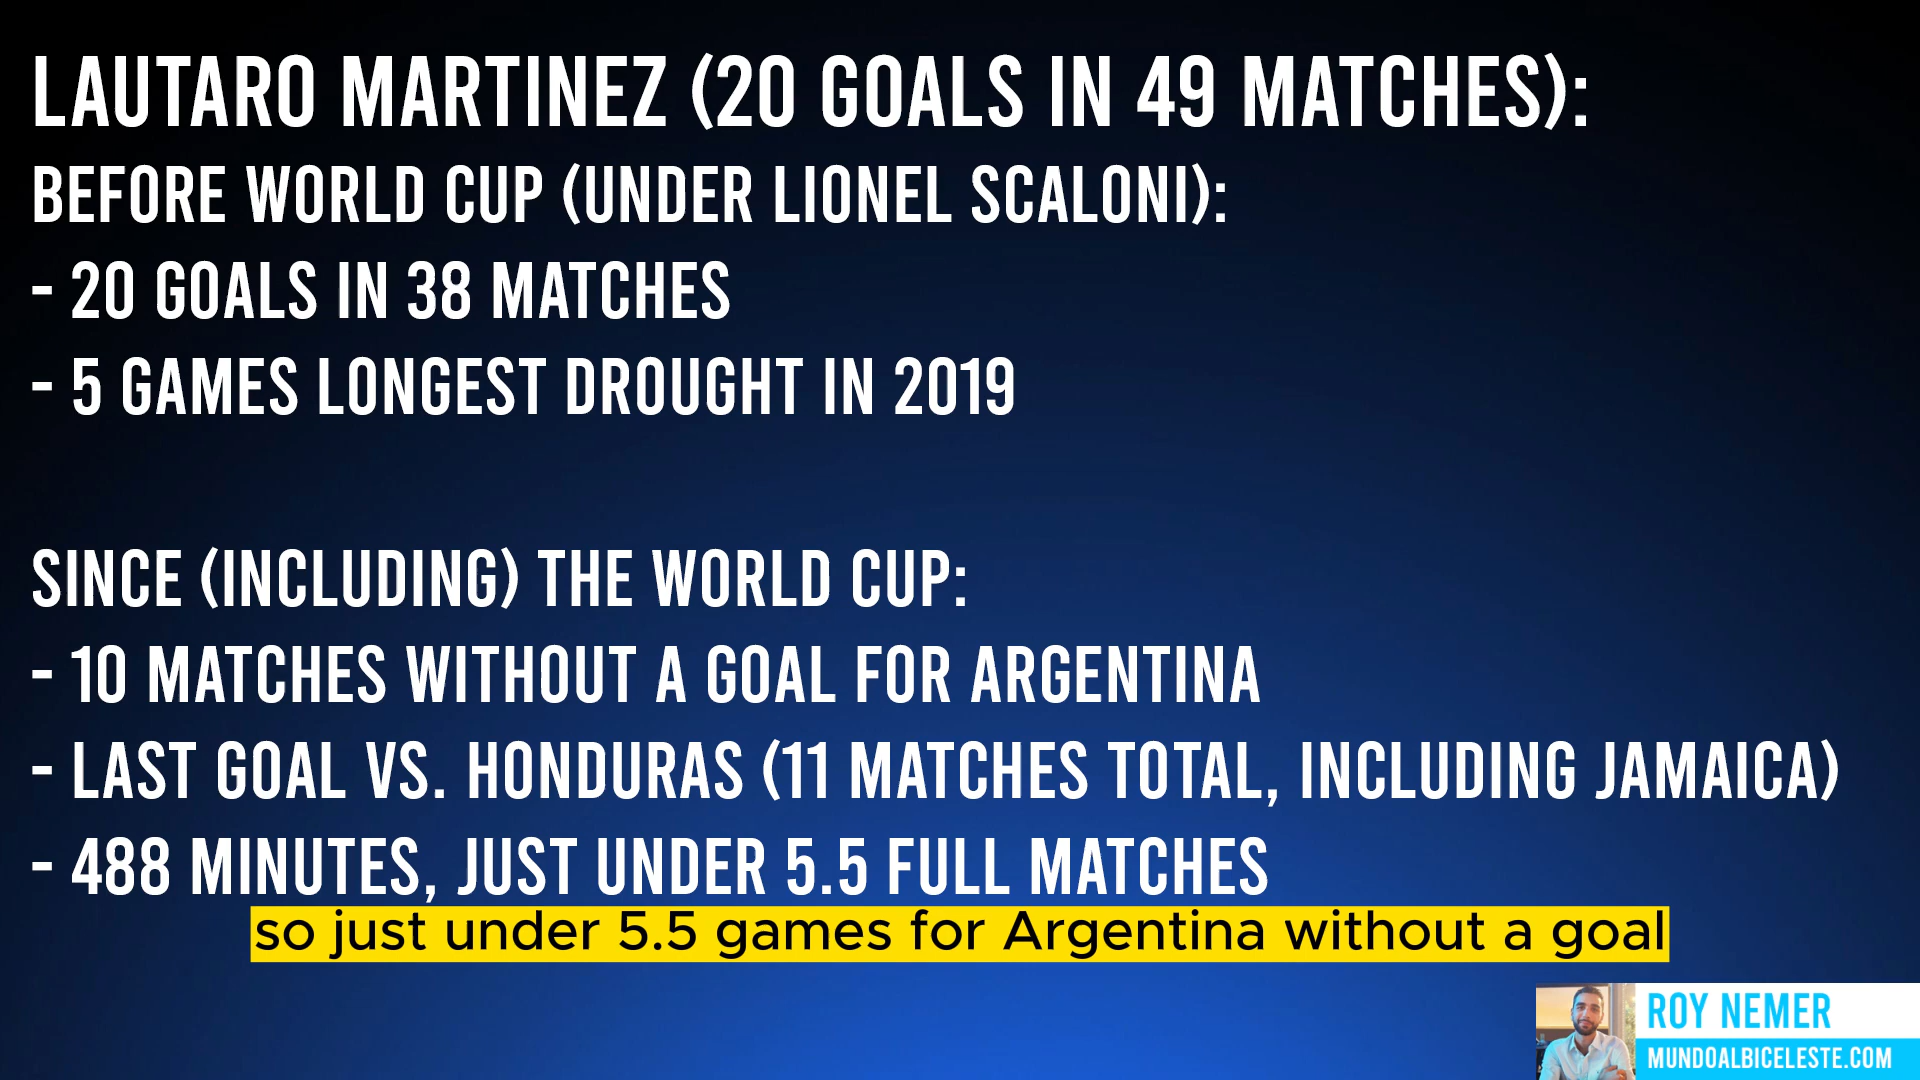 LAUTARO MARTINEZ (20 GOALS IN 49 MATCHES):
BEFORE WORLD CUP (UNDER LIONEL SCALONI):
- 20 GOALS IN 38 MATCHES
- 5 GAMES LONGEST DROUGHT IN 2019
SINCE (INCLUDING) THE WORLD CUP:
- 10 MATCHES WITHOUT A GOAL FOR ARGENTINA
- LAST GOAL VS. HONDURAS (11 MATCHES TOTAL, INCLUDING JAMAICA)
- 488 MINUTES, JUST UNDER 5.5 FULL MATCHES
so just under 5.5 games for Argentina without a goal
ROY NEMER
MUNDOALBICELESTE.COM